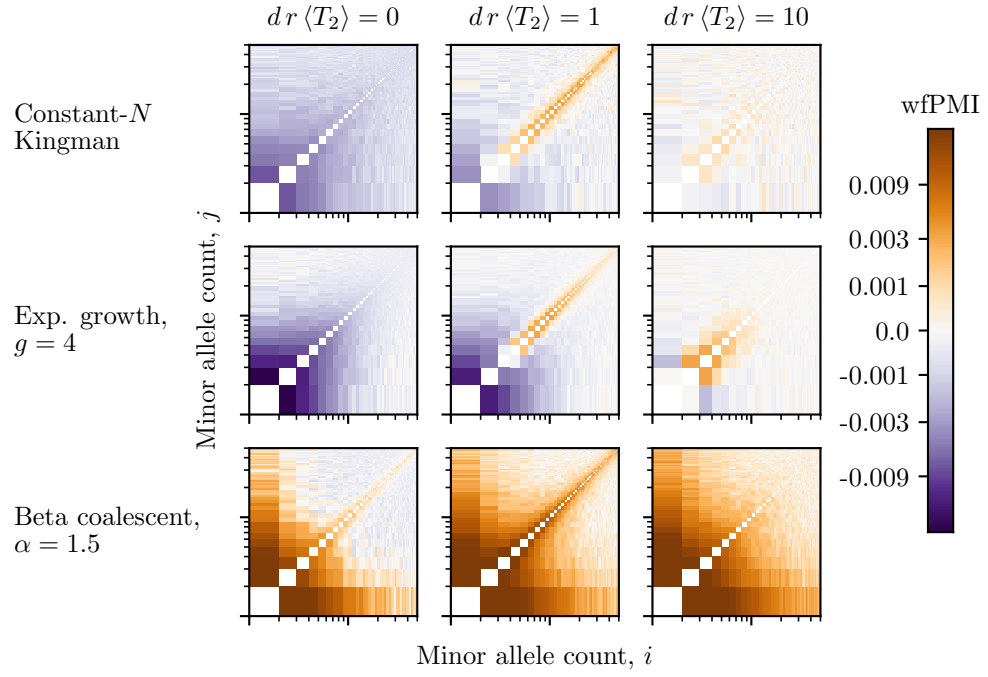 d r ⟨T₂⟩ = 0
d r ⟨T₂⟩ = 1
d r ⟨T₂⟩ = 10
Constant-N
Kingman
Exp. growth,
g = 4
Beta coalescent,
α = 1.5
Minor allele count, j
Minor allele count, i
wfPMI
0.009
0.003
0.001
0.0
-0.001
-0.003
-0.009